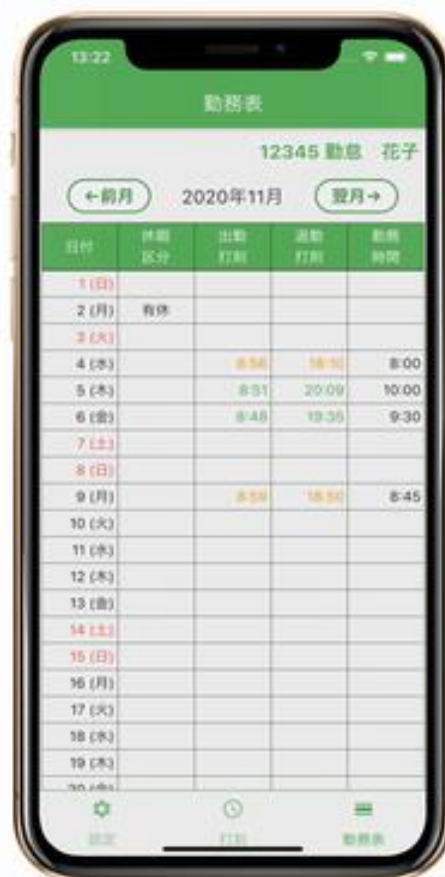 13:22
勤務表
12345 勤怠 花子
←前月 2020年11月 翌月→
日付 休暇区分 出勤打刻 退勤打刻 勤務時間
1 (日)
2 (月) 有休
3 (火)
4 (水) 8:56 18:10 8:00
5 (木) 8:51 20:09 10:00
6 (金) 8:48 19:35 9:30
7 (土)
8 (日)
9 (月) 8:59 18:50 8:45
10 (火)
11 (水)
12 (木)
13 (金)
14 (土)
15 (日)
16 (月)
17 (火)
18 (水)
19 (木)
20 (金)
設定 打刻 勤務表